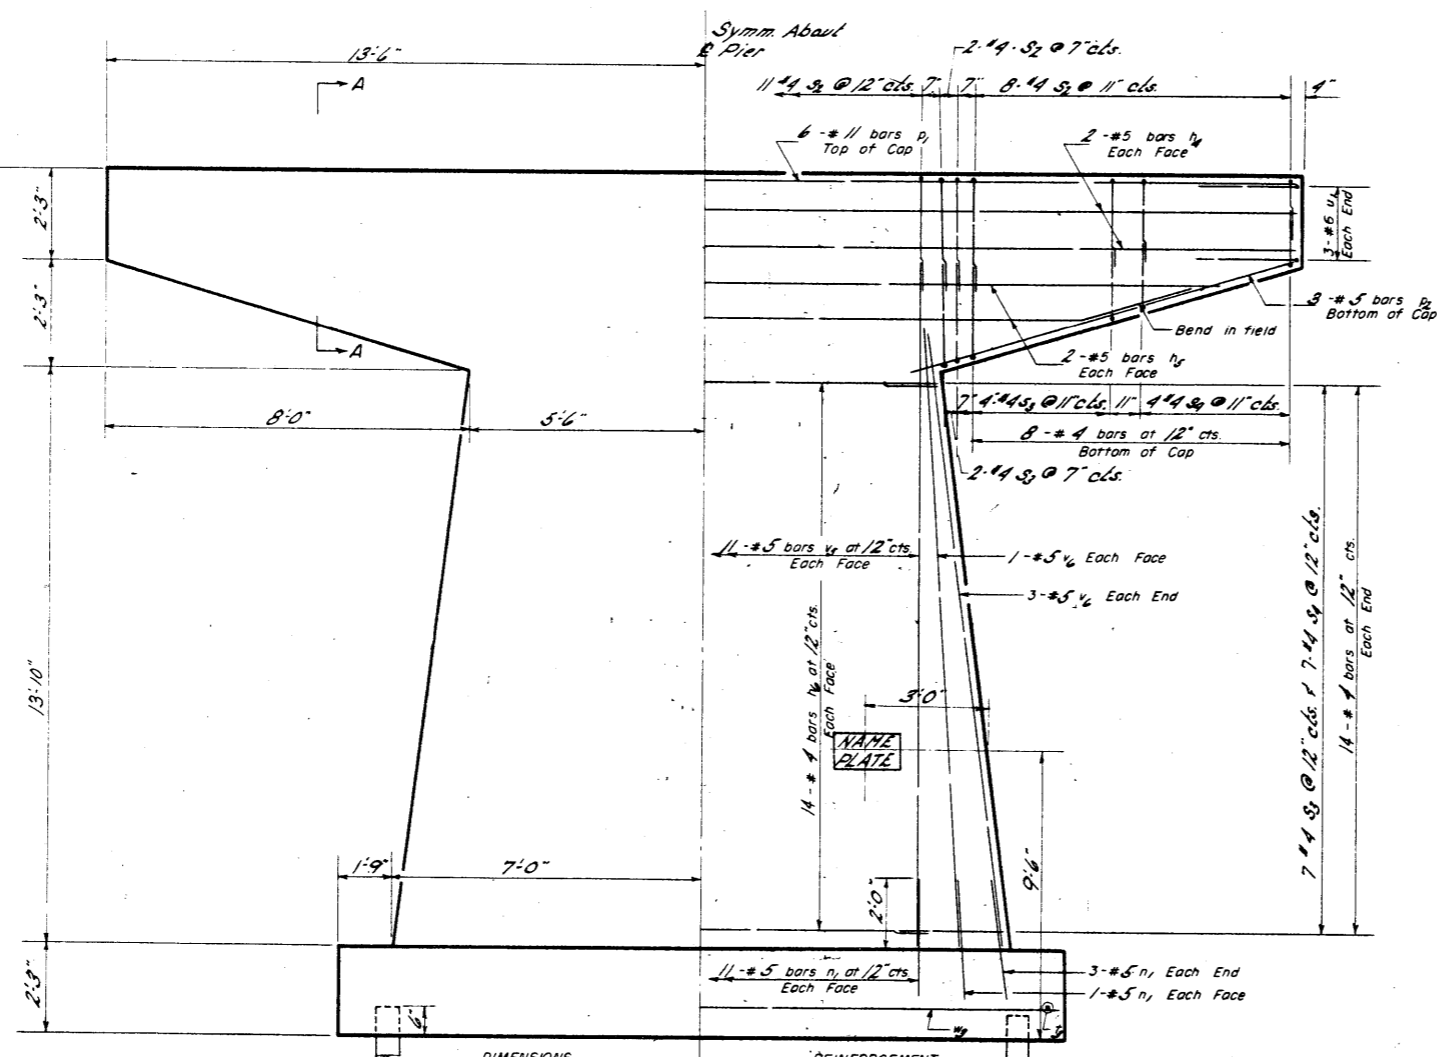 Symm. About
℄ Pier
13'-6"
2-#4-S2 @ 7" cts.
A
11 #4 S2 @ 12" cts.
7"
7"
8-#4 S2 @ 11" cts.
4"
6-#11 bars p1
Top of Cap
2-#5 bars h4
Each Face
2'-3"
3-#6 u1
Each End
2'-3"
3-#5 bars p2
Bottom of Cap
Bend in field
A
2-#5 bars h5
Each Face
8'-0"
5'-6"
7" 4-#4 S3 @ 11" cts. 11" 4 #4 S4 @ 11" cts.
8-#4 bars at 12" cts.
Bottom of Cap
2-#4 S3 @ 7" cts.
11-#5 bars v5 at 12" cts.
Each Face
1-#5 v6 Each Face
3-#5 v6 Each End
14-#4 bars h6 at 12" cts.
Each Face
7 #4 S3 @ 12" cts. & 7-#4 S4 @ 12" cts.
14-#4 bars at 12" cts.
Each End
13'-10"
3'-0"
NAME
PLATE
1'-9"
7'-0"
2'-0"
9'-6"
2'-3"
11-#5 bars n1 at 12" cts.
Each Face
3-#5 n1 Each End
1-#5 n1 Each Face
6"
DIMENSIONS
REINFORCEMENT